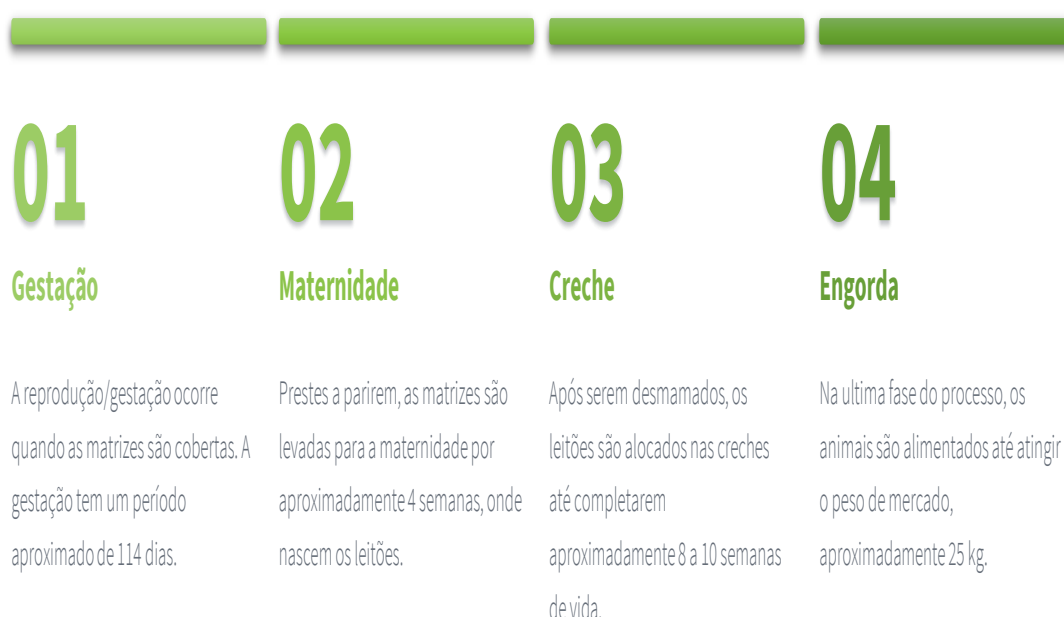 01
Gestação
A reprodução/gestação ocorre
quando as matrizes são cobertas. A
gestação tem um período
aproximado de 114 dias.
02
Maternidade
Prestes a parirem, as matrizes são
levadas para a maternidade por
aproximadamente 4 semanas, onde
nascem os leitões.
03
Creche
Após serem desmamados, os
leitões são alocados nas creches
até completarem
aproximadamente 8 a 10 semanas
de vida.
04
Engorda
Na ultima fase do processo, os
animais são alimentados até atingir
o peso de mercado,
aproximadamente 25 kg.